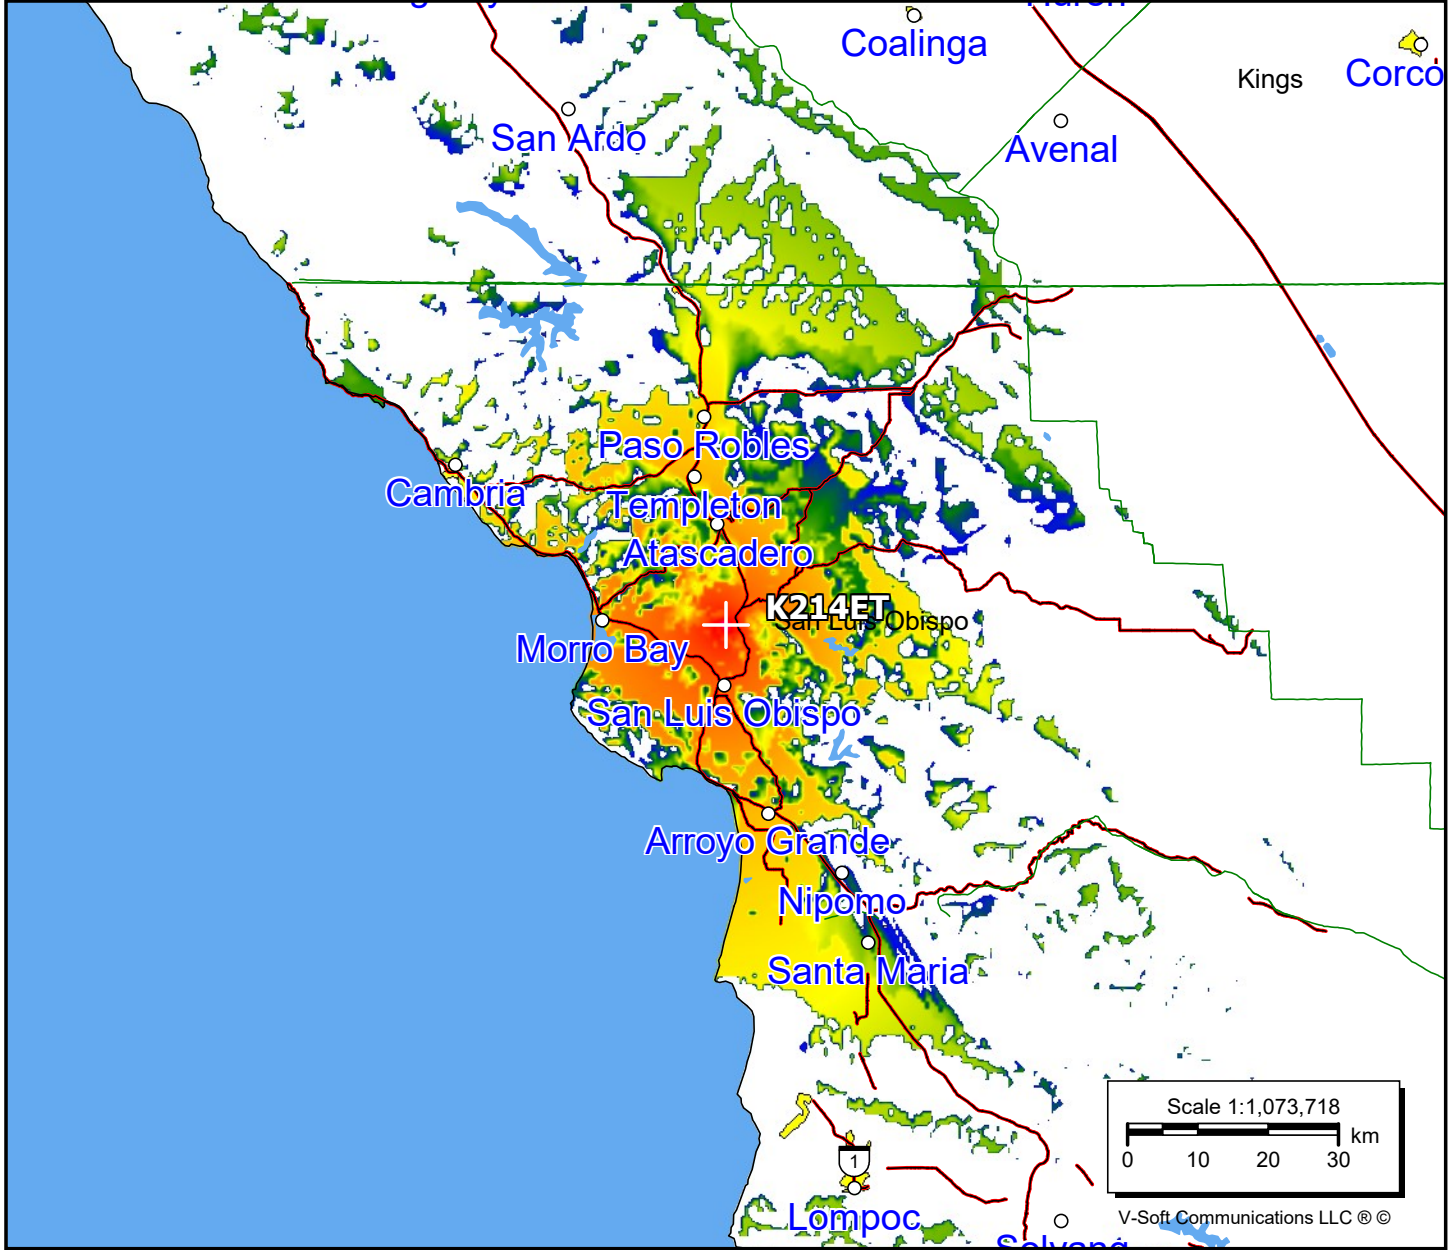 Coalinga
Kings
Corco
San Ardo
Avenal
Paso Robles
Cambria
Templeton
Atascadero
K214ET
San Luis Obispo
Morro Bay
San Luis Obispo
Arroyo Grande
Nipomo
Santa Maria
Scale 1:1,073,718
km
0 10 20 30
1
Lompoc
V-Soft Communications LLC ® ©